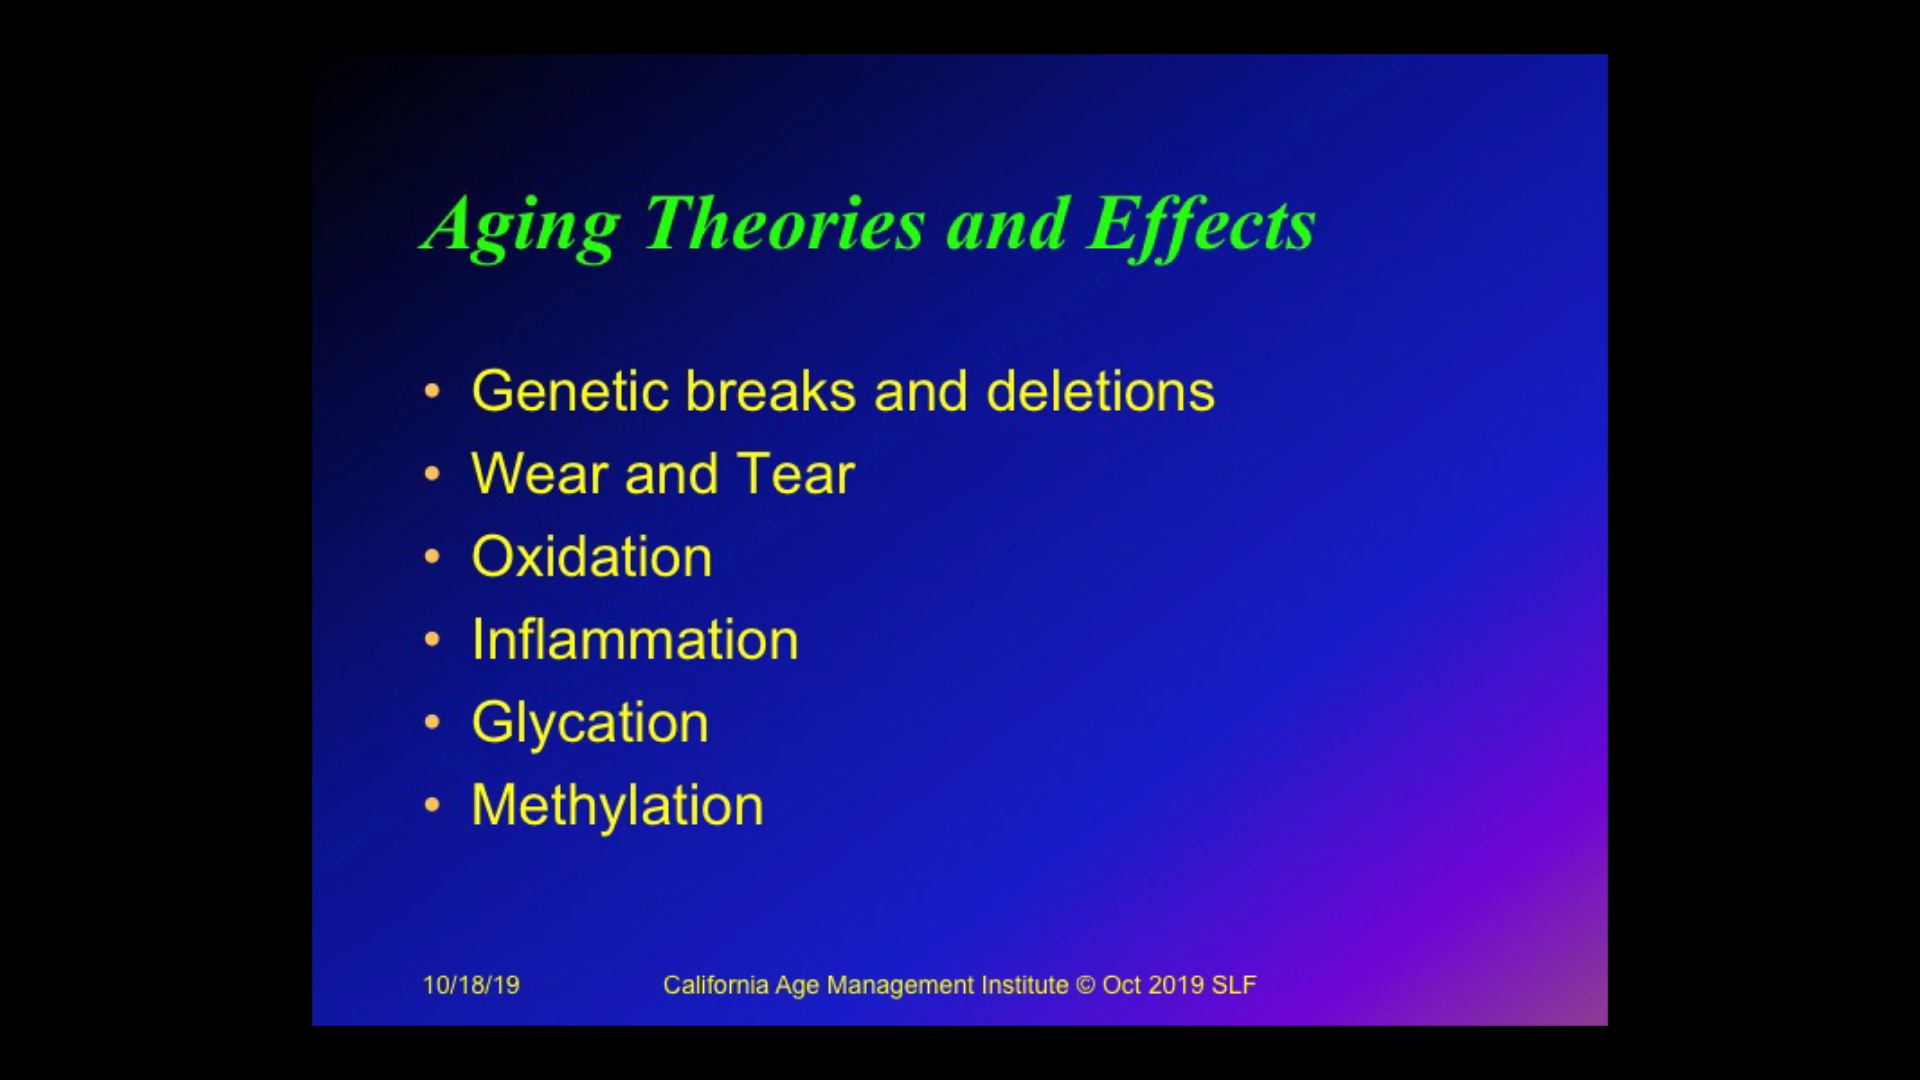 Aging Theories and Effects
• Genetic breaks and deletions
• Wear and Tear
• Oxidation
• Inflammation
• Glycation
• Methylation
10/18/19 California Age Management Institute © Oct 2019 SLF